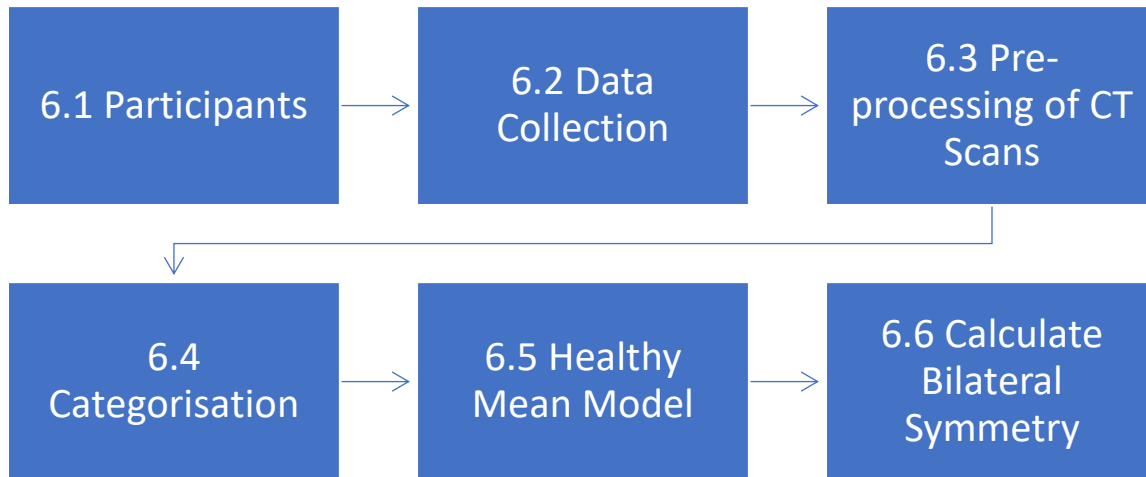 6.1 Participants
6.2 Data
Collection
6.3 Pre-
processing of CT
Scans
6.4
Categorisation
6.5 Healthy
Mean Model
6.6 Calculate
Bilateral
Symmetry